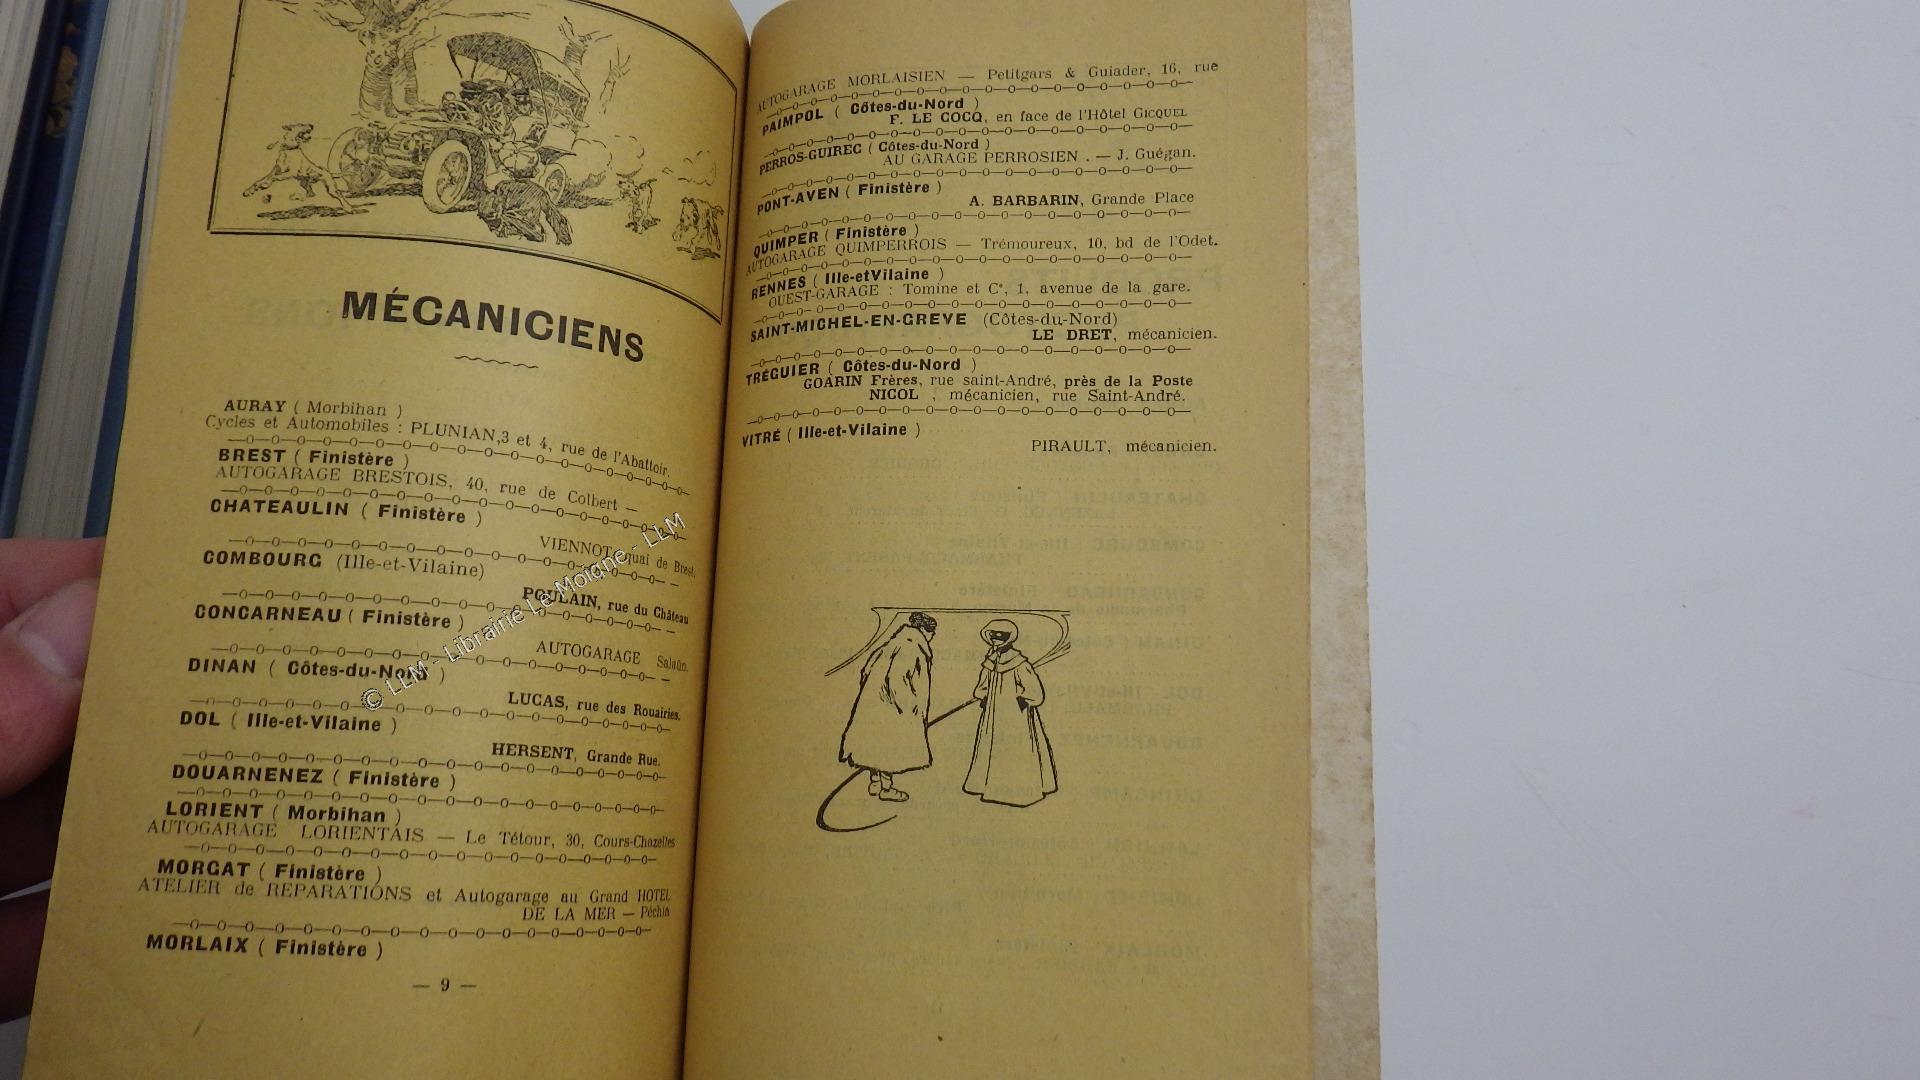 MÉCANICIENS
AURAY ( Morbihan )
Cycles et Automobiles : PLUNIAN,3 et 4, rue de l'Abattoir.
BREST ( Finistère )
AUTOGARAGE BRESTOIS, 40, rue de Colbert —
CHATEAULIN ( Finistère )
VIENNOT, quai de Brest.
COMBOURG (Ille-et-Vilaine)
POULAIN, rue du Château
CONCARNEAU ( Finistère )
AUTOGARAGE Salaün.
DINAN ( Côtes-du-Nord )
LUCAS, rue des Rouairies.
DOL ( Ille-et-Vilaine )
HERSENT, Grande Rue.
DOUARNENEZ ( Finistère )
LORIENT ( Morbihan )
AUTOGARAGE LORIENTAIS — Le Tétour, 30, Cours-Chazelles
MORGAT ( Finistère )
ATELIER de REPARATIONS et Autogarage au Grand HOTEL
DE LA MER — Péchin
MORLAIX ( Finistère )
— 9 —
© LLM - Librairie Le Moigne - LLM
AUTOGARAGE MORLAISIEN — Petitgars & Guiader, 16, rue
PAIMPOL ( Côtes-du-Nord )
F. LE COCQ, en face de l'Hôtel GICQUEL
PERROS-GUIREC ( Côtes-du-Nord )
AU GARAGE PERROSIEN . — J. Guégan.
PONT-AVEN ( Finistère )
A. BARBARIN, Grande Place
QUIMPER ( Finistère )
AUTOGARAGE QUIMPERROIS — Trémoureux, 10, bd de l'Odet.
RENNES ( Ille-etVilaine )
OUEST-GARAGE : Tomine et Cᵉ, 1, avenue de la gare.
SAINT-MICHEL-EN-GREVE (Côtes-du-Nord)
LE DRET, mécanicien.
TRÉGUIER ( Côtes-du-Nord )
GOARIN Frères, rue saint-André, près de la Poste
NICOL , mécanicien, rue Saint-André.
VITRÉ ( Ille-et-Vilaine )
PIRAULT, mécanicien.